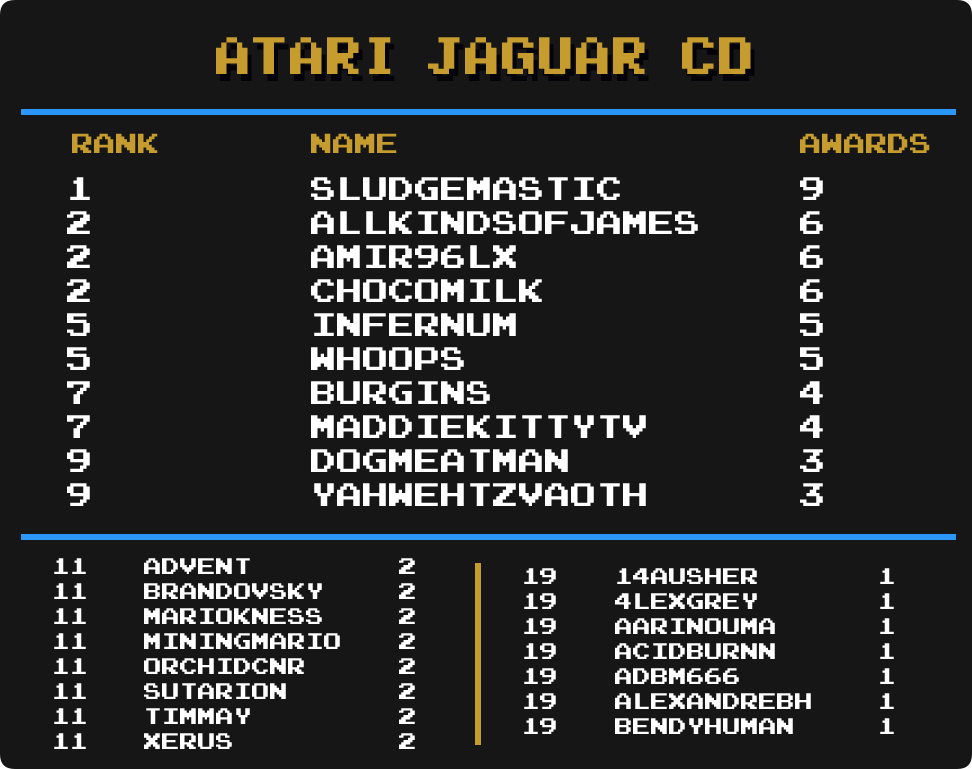 ATARI JAGUAR CD
RANK NAME AWARDS
1 SLUDGEMASTIC 9
2 ALLKINDSOFJAMES 6
2 AMIR96LX 6
2 CHOCOMILK 6
5 INFERNUM 5
5 WHOOPS 5
7 BURGINS 4
7 MADDIEKITTYTV 4
9 DOGMEATMAN 3
9 YAHWEHTZVAOTH 3
11 ADVENT 2
11 BRANDOVSKY 2
11 MARIOKNESS 2
11 MININGMARIO 2
11 ORCHIDCNR 2
11 SUTARION 2
11 TIMMAY 2
11 XERUS 2
19 14AUSHER 1
19 4LEXGREY 1
19 AARINOUMA 1
19 ACIDBURNN 1
19 ADBM666 1
19 ALEXANDREBH 1
19 BENDYHUMAN 1